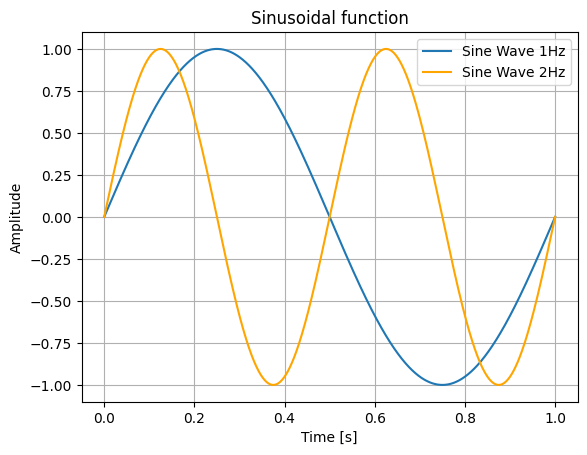 Sinusoidal function
Sine Wave 1Hz
Sine Wave 2Hz
1.00
0.75
0.50
0.25
0.00
−0.25
−0.50
−0.75
−1.00
Amplitude
0.0 0.2 0.4 0.6 0.8 1.0
Time [s]